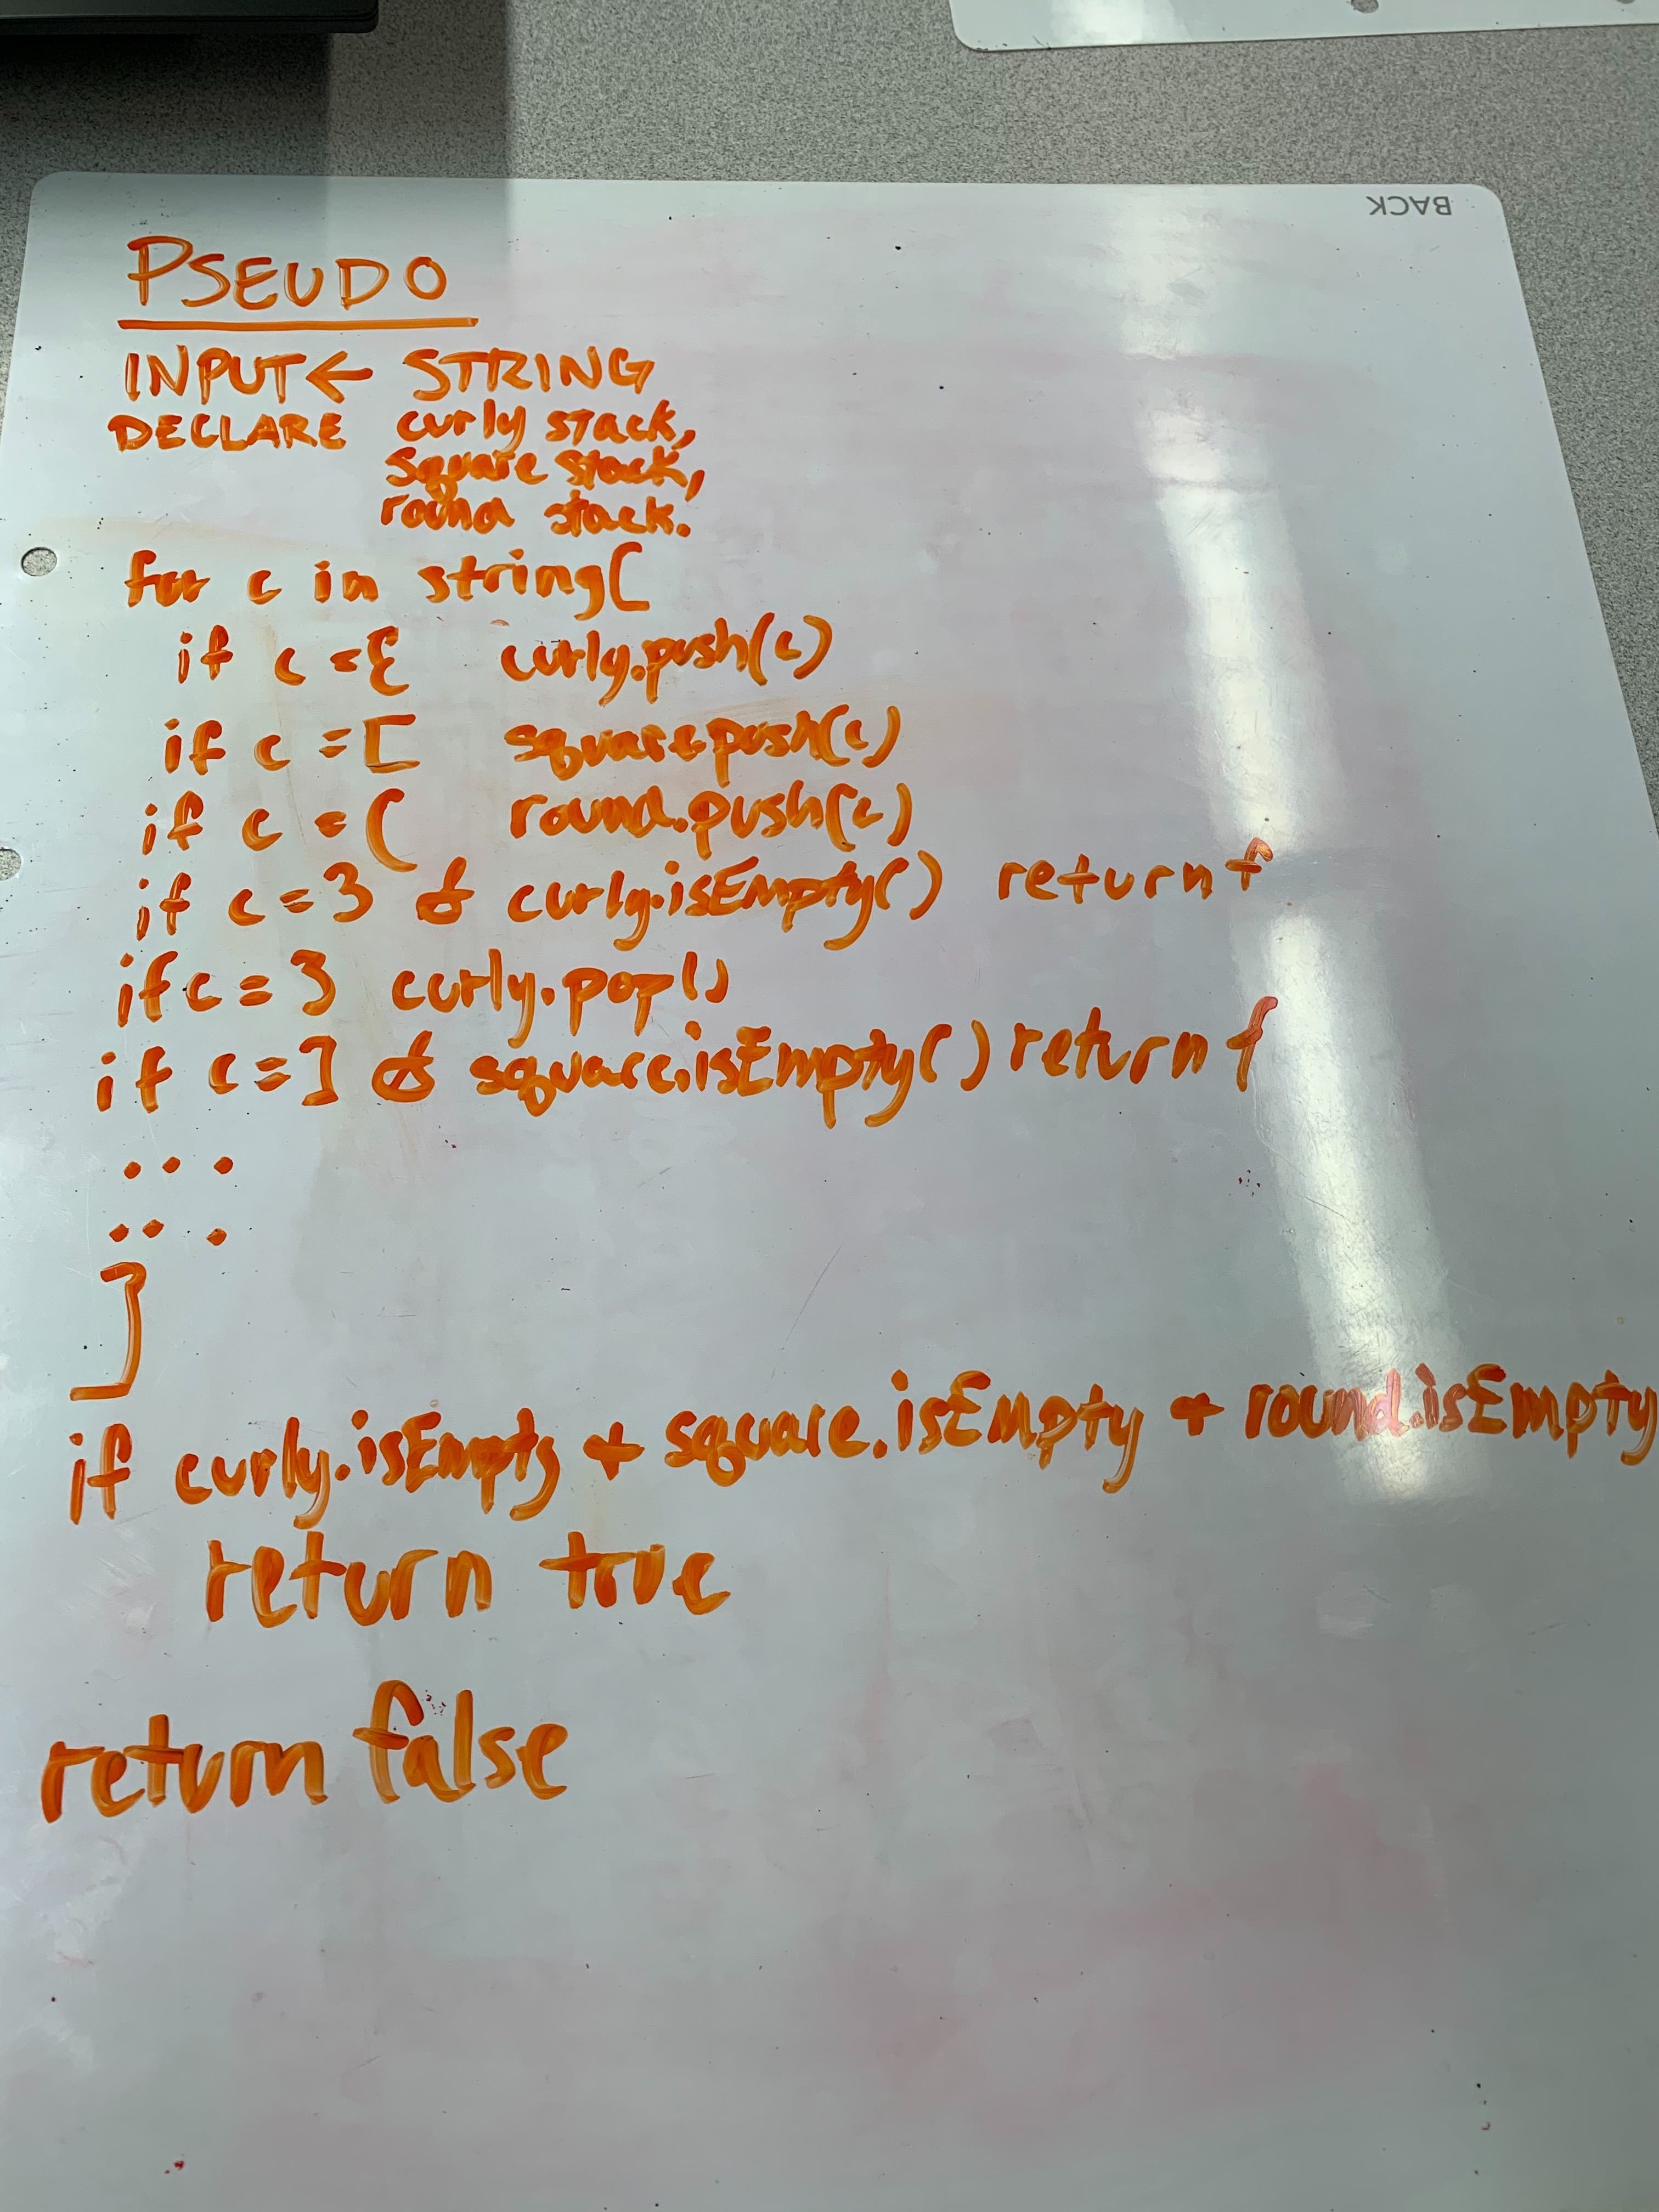 BACK
PSEUDO
INPUT ← STRING
DECLARE curly stack,
square stack,
round stack.
for c in string[
if c = { curly.push(c)
if c = [ square.push(c)
if c = ( round.push(c)
if c = } & curly.isEmpty() return f
if c = } curly.pop()
if c = ] & square.isEmpty() return f
...
...
]
if curly.isEmpty + square.isEmpty + round.isEmpty
return true
return false